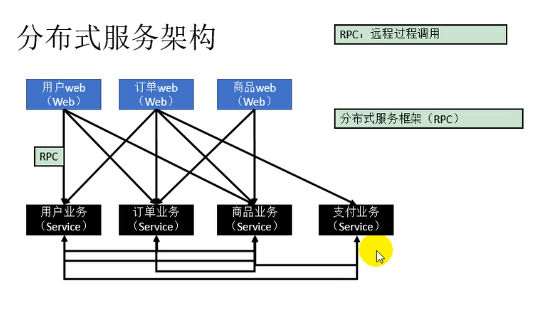 分布式服务架构
RPC：远程过程调用
用户web
（Web）
订单web
（Web）
商品web
（Web）
分布式服务框架（RPC）
RPC
用户业务
（Service）
订单业务
（Service）
商品业务
（Service）
支付业务
（Service）